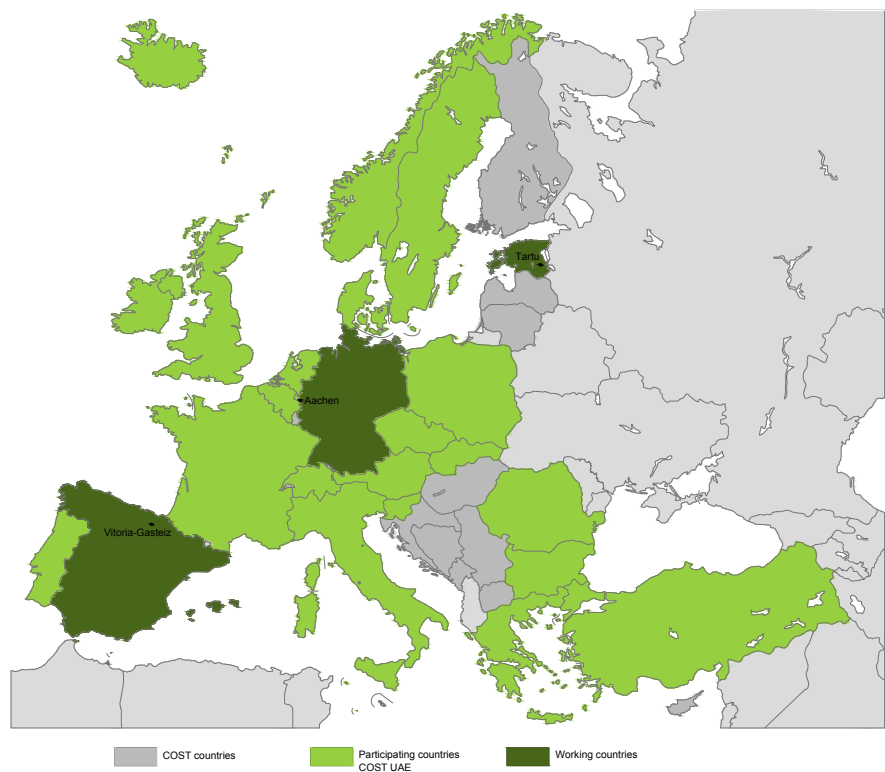 Tartu
Aachen
Vitoria-Gasteiz
COST countries
Participating countries
COST UAE
Working countries